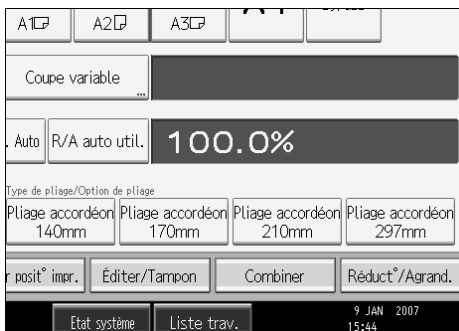 A1 A2 A3
Coupe variable ...
. Auto R/A auto util. 100.0%
Type de pliage/Option de pliage
Pliage accordéon 140mm
Pliage accordéon 170mm
Pliage accordéon 210mm
Pliage accordéon 297mm
r posit° impr. Éditer/Tampon Combiner Réduct°/Agrand.
Etat système Liste trav. 9 JAN 2007
15:44